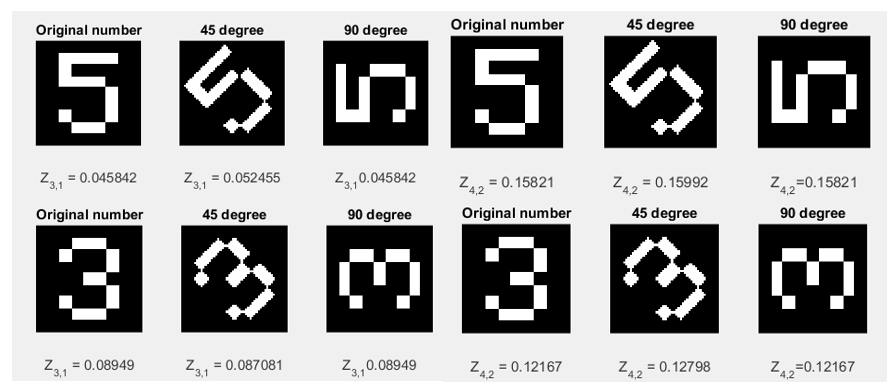 Original number 45 degree 90 degree Original number 45 degree 90 degree
Z3,1 = 0.045842 Z3,1 = 0.052455 Z3,10.045842 Z4,2 = 0.15821 Z4,2 = 0.15992 Z4,2=0.15821
Original number 45 degree 90 degree Original number 45 degree 90 degree
Z3,1 = 0.08949 Z3,1 = 0.087081 Z3,10.08949 Z4,2 = 0.12167 Z4,2 = 0.12798 Z4,2=0.12167